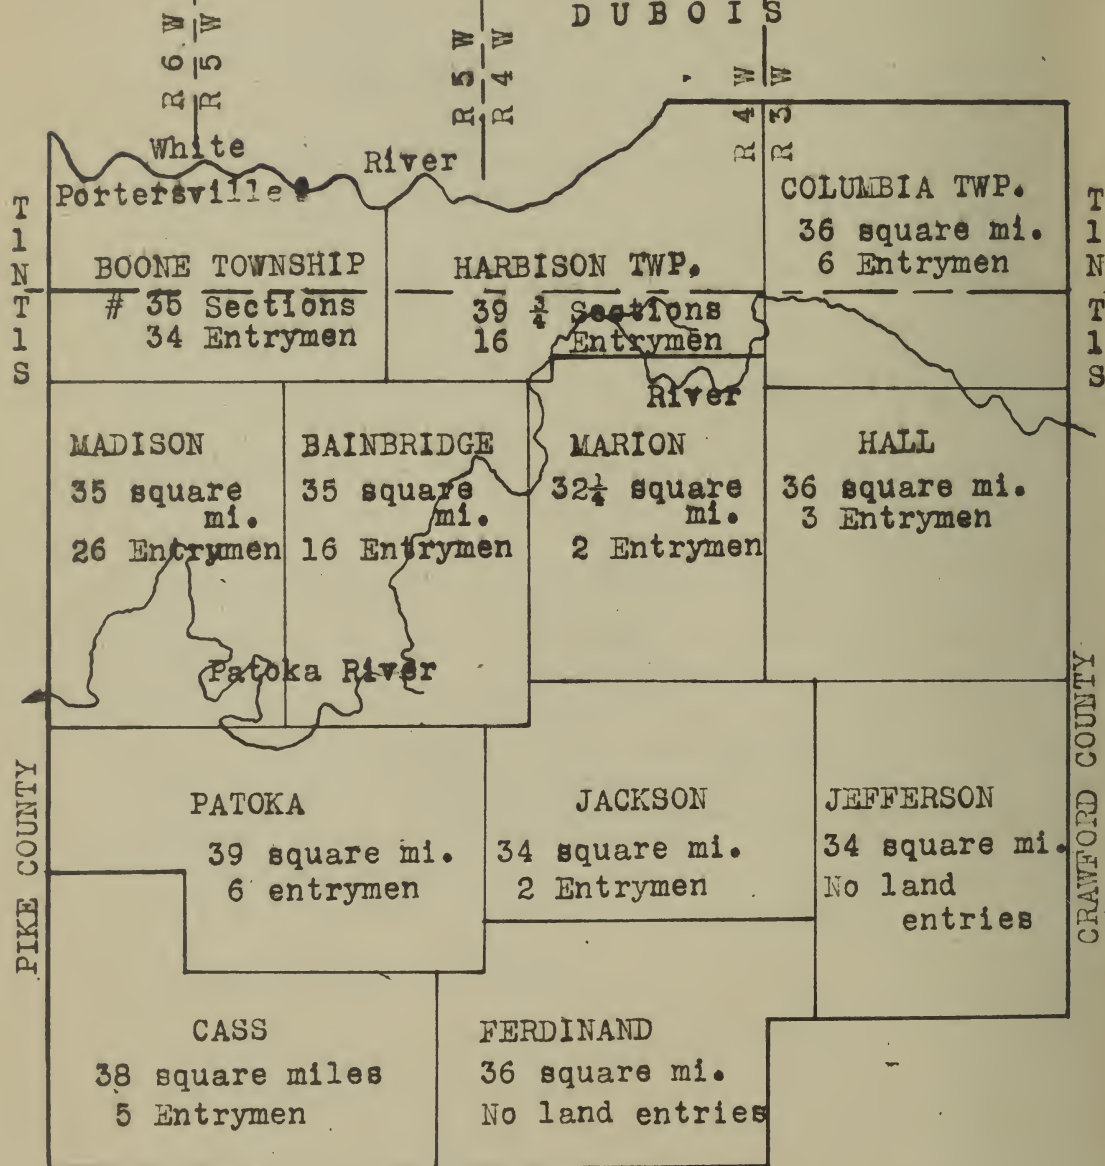 DUBOIS
R 6 W
R 5 W
R 5 W
R 4 W
R 4 W
R 3 W
White River
Portersville
T 1 N
T 1 S
T 1 N
T 1 S
BOONE TOWNSHIP
# 35 Sections
34 Entrymen
HARBISON TWP.
39 ¾ Sections
16 Entrymen
COLUMBIA TWP.
36 square mi.
6 Entrymen
River
MADISON
35 square
mi.
26 Entrymen
BAINBRIDGE
35 square
mi.
16 Entrymen
MARION
32¼ square
mi.
2 Entrymen
HALL
36 square mi.
3 Entrymen
Patoka River
PIKE COUNTY
CRAWFORD COUNTY
PATOKA
39 square mi.
6 entrymen
JACKSON
34 square mi.
2 Entrymen
JEFFERSON
34 square mi.
No land
entries
CASS
38 square miles
5 Entrymen
FERDINAND
36 square mi.
No land entries